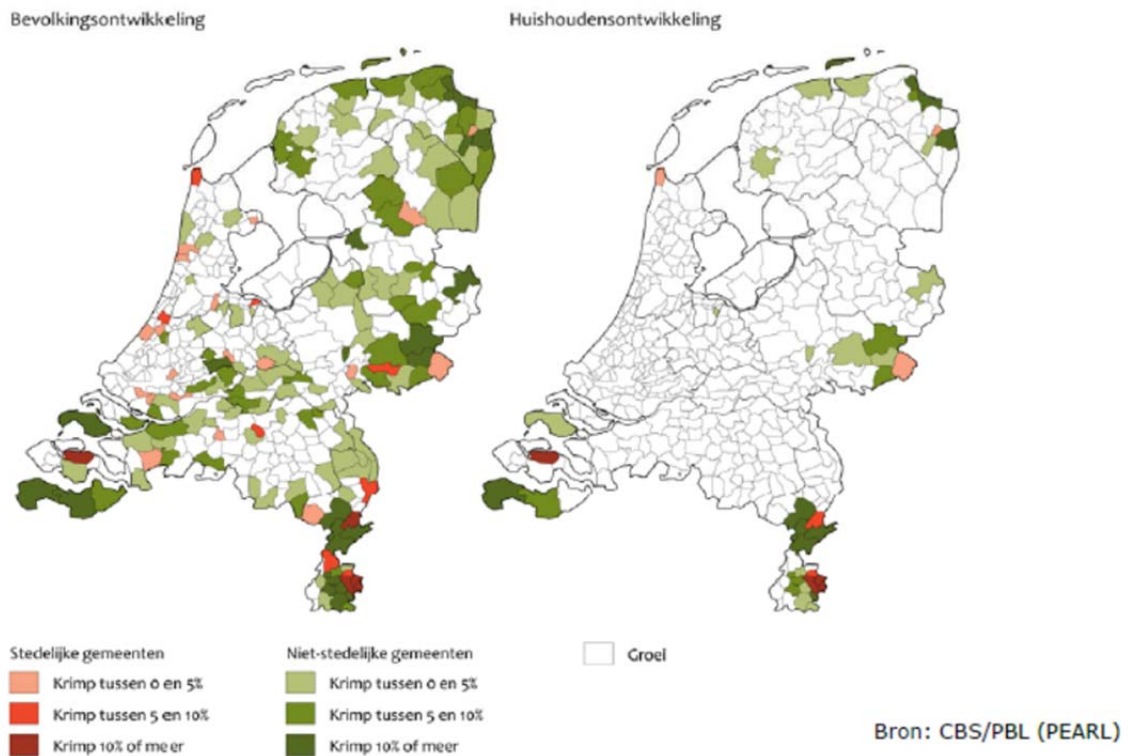 Bevolkingsontwikkeling
Huishoudensontwikkeling
Stedelijke gemeenten
Krimp tussen 0 en 5%
Krimp tussen 5 en 10%
Krimp 10% of meer
Niet-stedelijke gemeenten
Krimp tussen 0 en 5%
Krimp tussen 5 en 10%
Krimp 10% of meer
Groei
Bron: CBS/PBL (PEARL)